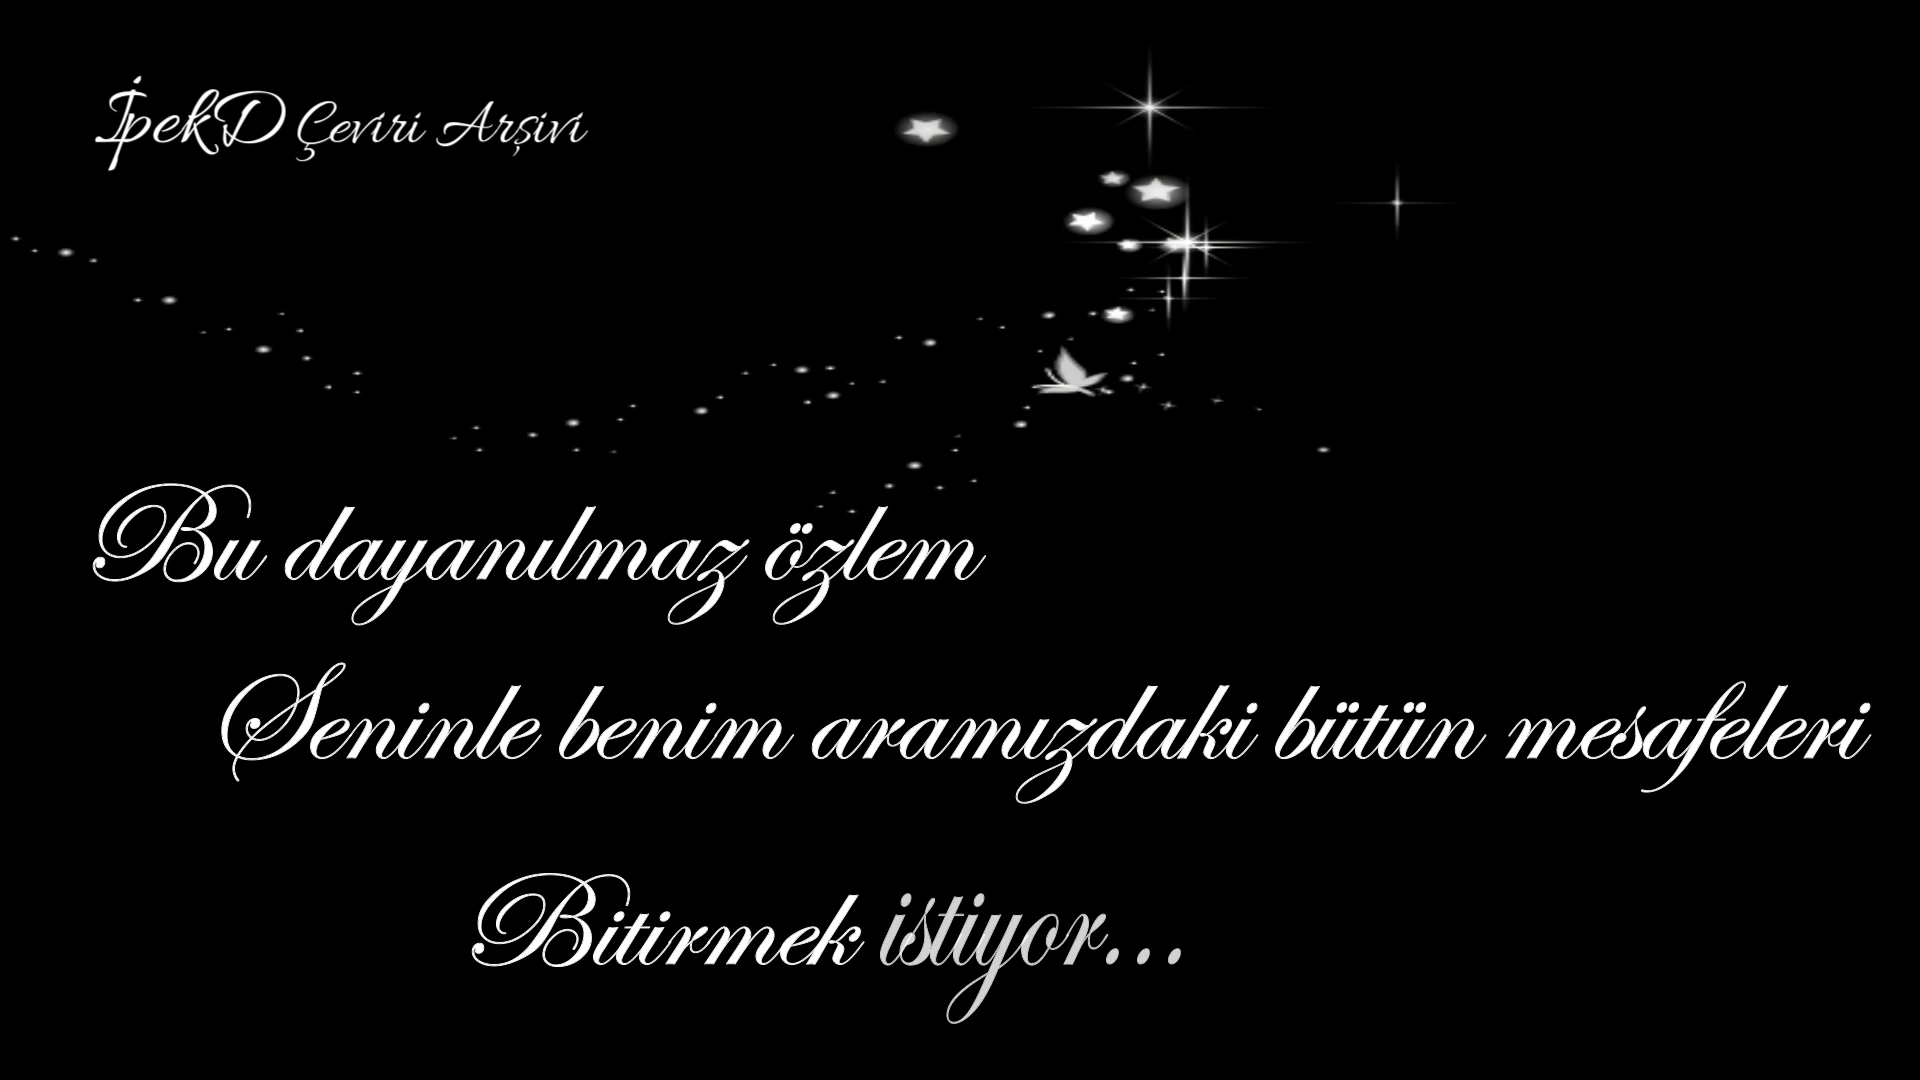 İpekD Çeviri Arşivi
Bu dayanılmaz özlem
Seninle benim aramızdaki bütün mesafeleri
Bitirmek istiyor...